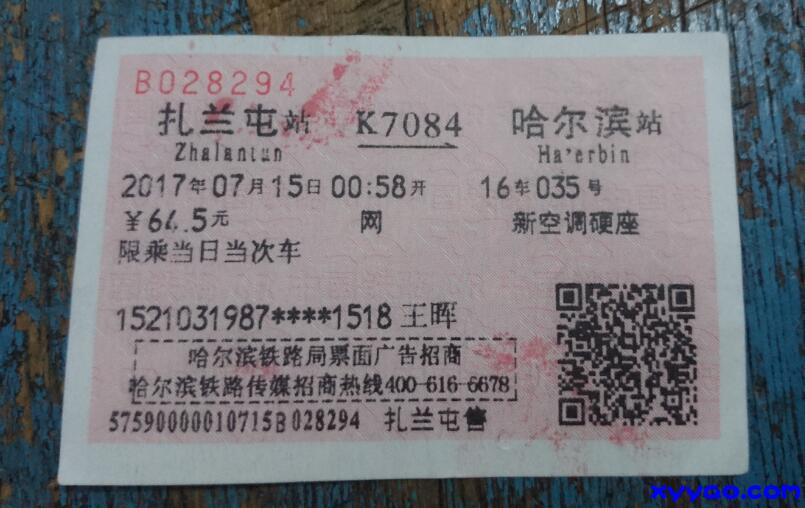 B028294
扎兰屯站 K7084 哈尔滨站
Zhalantun Ha'erbin
2017年07月15日00:58开 16车035号
￥64.5元 网 新空调硬座
限乘当日当次车
1521031987****1518 王晖
哈尔滨铁路局票面广告招商
哈尔滨铁路传媒招商热线400-616-6678
57590000010715B028294 扎兰屯售
xvyao.com